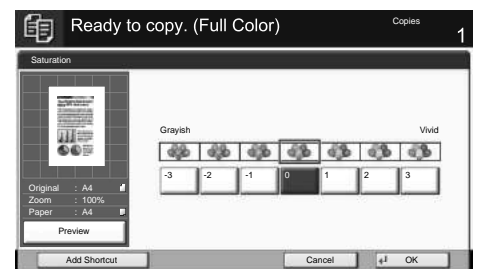 Ready to copy. (Full Color)
Copies
1
Saturation
Grayish
Vivid
-3 -2 -1 0 1 2 3
Original : A4
Zoom : 100%
Paper : A4
Preview
Add Shortcut
Cancel
OK